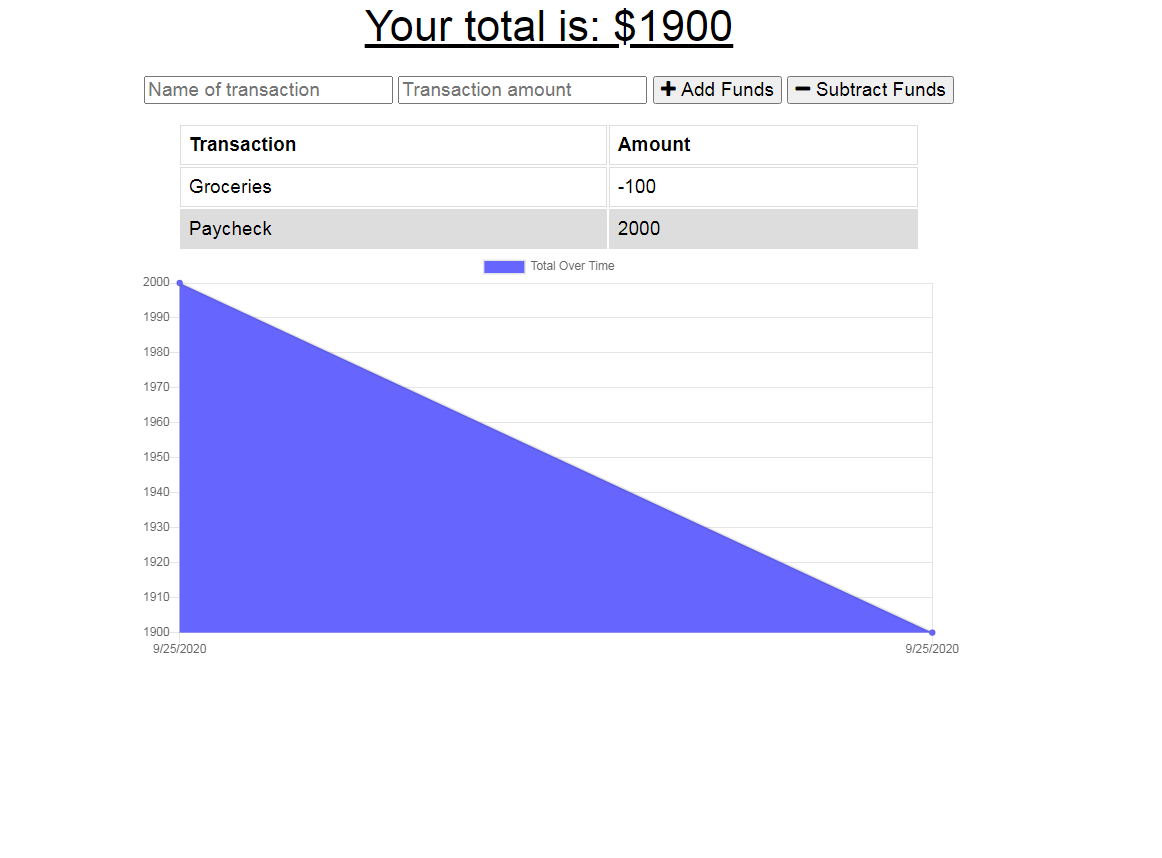 Your total is: $1900
Name of transaction Transaction amount + Add Funds − Subtract Funds
Transaction Amount
Groceries -100
Paycheck 2000
Total Over Time
2000
1990
1980
1970
1960
1950
1940
1930
1920
1910
1900
9/25/2020 9/25/2020